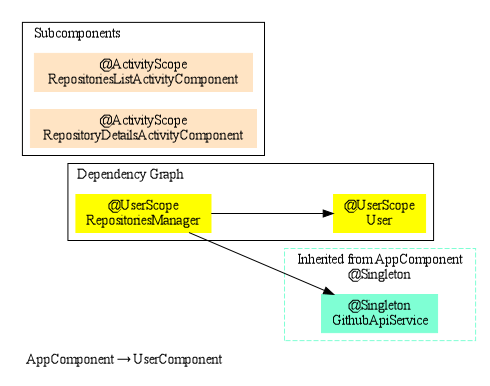 Subcomponents
@ActivityScope
RepositoriesListActivityComponent
@ActivityScope
RepositoryDetailsActivityComponent
Dependency Graph
@UserScope
RepositoriesManager
@UserScope
User
Inherited from AppComponent
@Singleton
@Singleton
GithubApiService
AppComponent → UserComponent